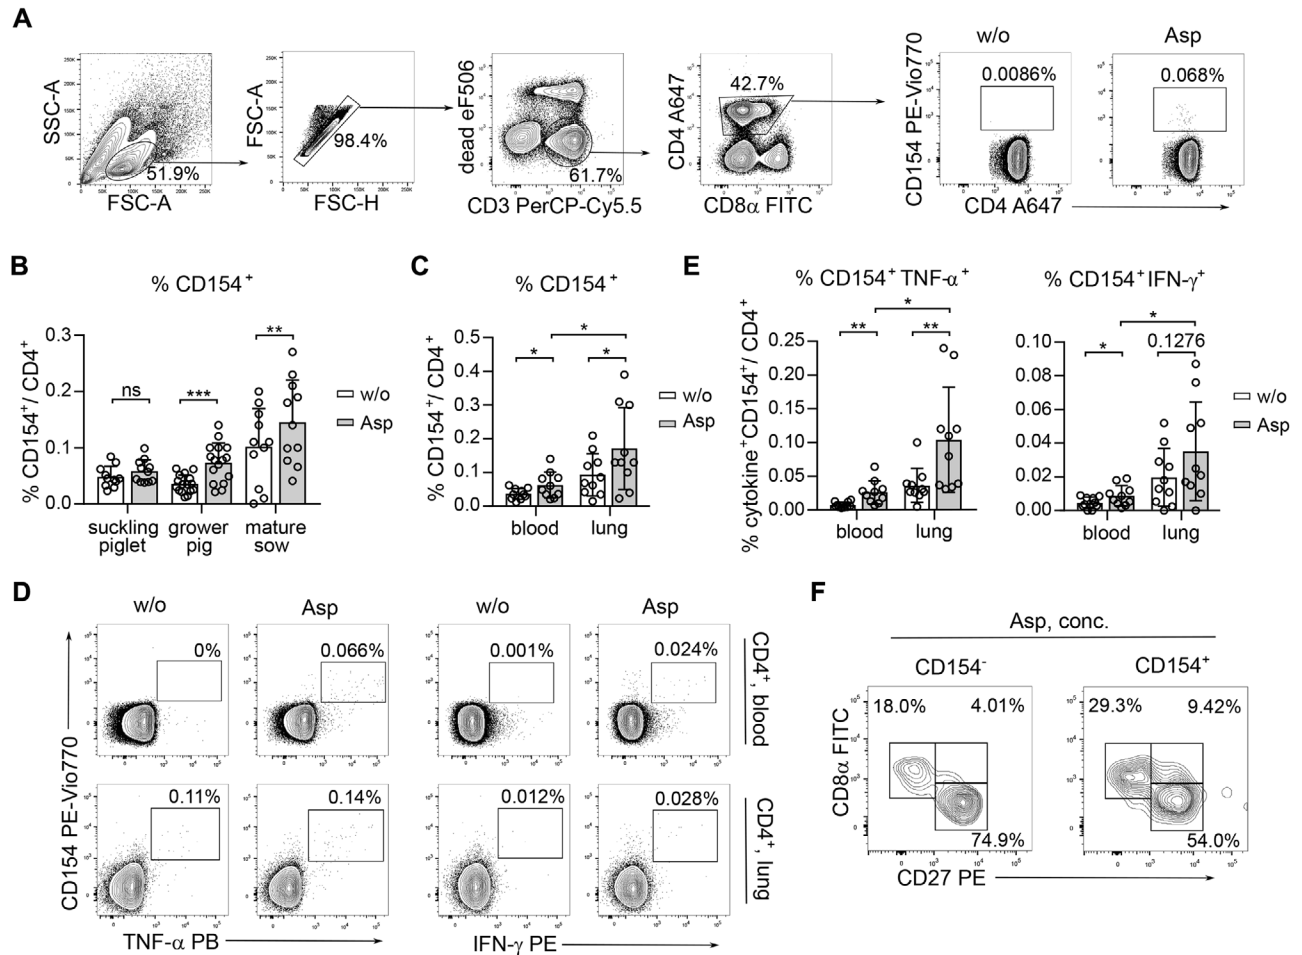 A
w/o Asp
SSC-A
51.9%
FSC-A
FSC-A
98.4%
FSC-H
dead eF506
61.7%
CD3 PerCP-Cy5.5
CD4 A647
42.7%
CD8α FITC
CD154 PE-Vio770
0.0086%
0.068%
CD4 A647
B
% CD154+
% CD154+/ CD4+
0.3
0.2
0.1
0.0
ns
***
**
suckling piglet
grower pig
mature sow
w/o
Asp
C
% CD154+
% CD154+/ CD4+
0.5
0.4
0.3
0.2
0.1
0.0
*
*
*
blood lung
w/o
Asp
E
% CD154+ TNF-α+
% cytokine+CD154+/ CD4+
0.25
0.20
0.15
0.10
0.05
0.00
*
**
**
blood lung
% CD154+ IFN-γ+
0.10
0.08
0.06
0.04
0.02
0.00
*
*
0.1276
blood lung
w/o
Asp
D
w/o Asp w/o Asp
0% 0.066% 0.001% 0.024%
CD4+, blood
0.11% 0.14% 0.012% 0.028%
CD4+, lung
CD154 PE-Vio770
TNF-α PB
IFN-γ PE
F
Asp, conc.
CD154-
CD154+
18.0% 4.01%
74.9%
29.3% 9.42%
54.0%
CD8α FITC
CD27 PE